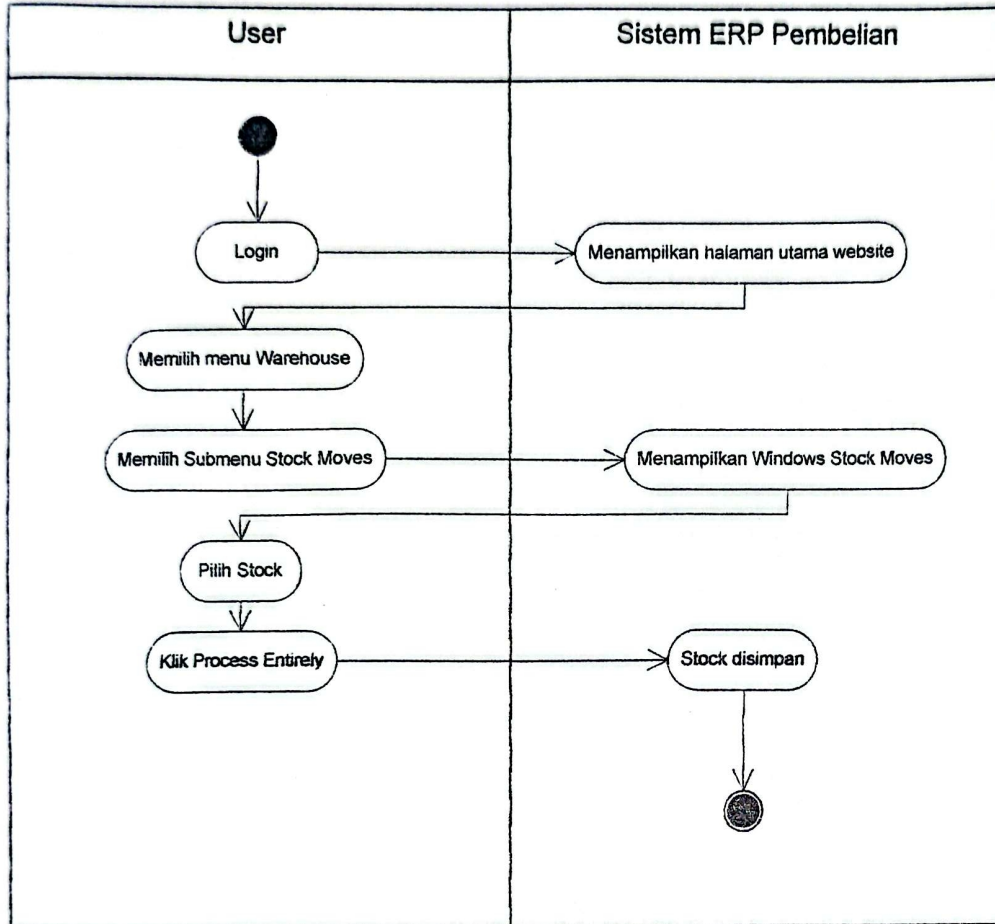 User
Sistem ERP Pembelian
Login
Menampilkan halaman utama website
Memilih menu Warehouse
Memilih Submenu Stock Moves
Menampilkan Windows Stock Moves
Pilih Stock
Klik Process Entirely
Stock disimpan